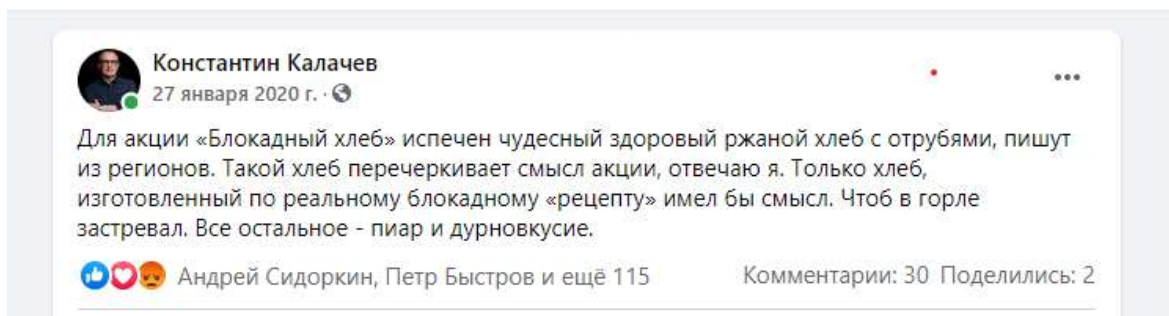 Константин Калачев
27 января 2020 г. ·
Для акции «Блокадный хлеб» испечен чудесный здоровый ржаной хлеб с отрубями, пишут
из регионов. Такой хлеб перечеркивает смысл акции, отвечаю я. Только хлеб,
изготовленный по реальному блокадному «рецепту» имел бы смысл. Чтоб в горле
застревал. Все остальное - пиар и дурновкусие.
Андрей Сидоркин, Петр Быстров и ещё 115 Комментарии: 30 Поделились: 2